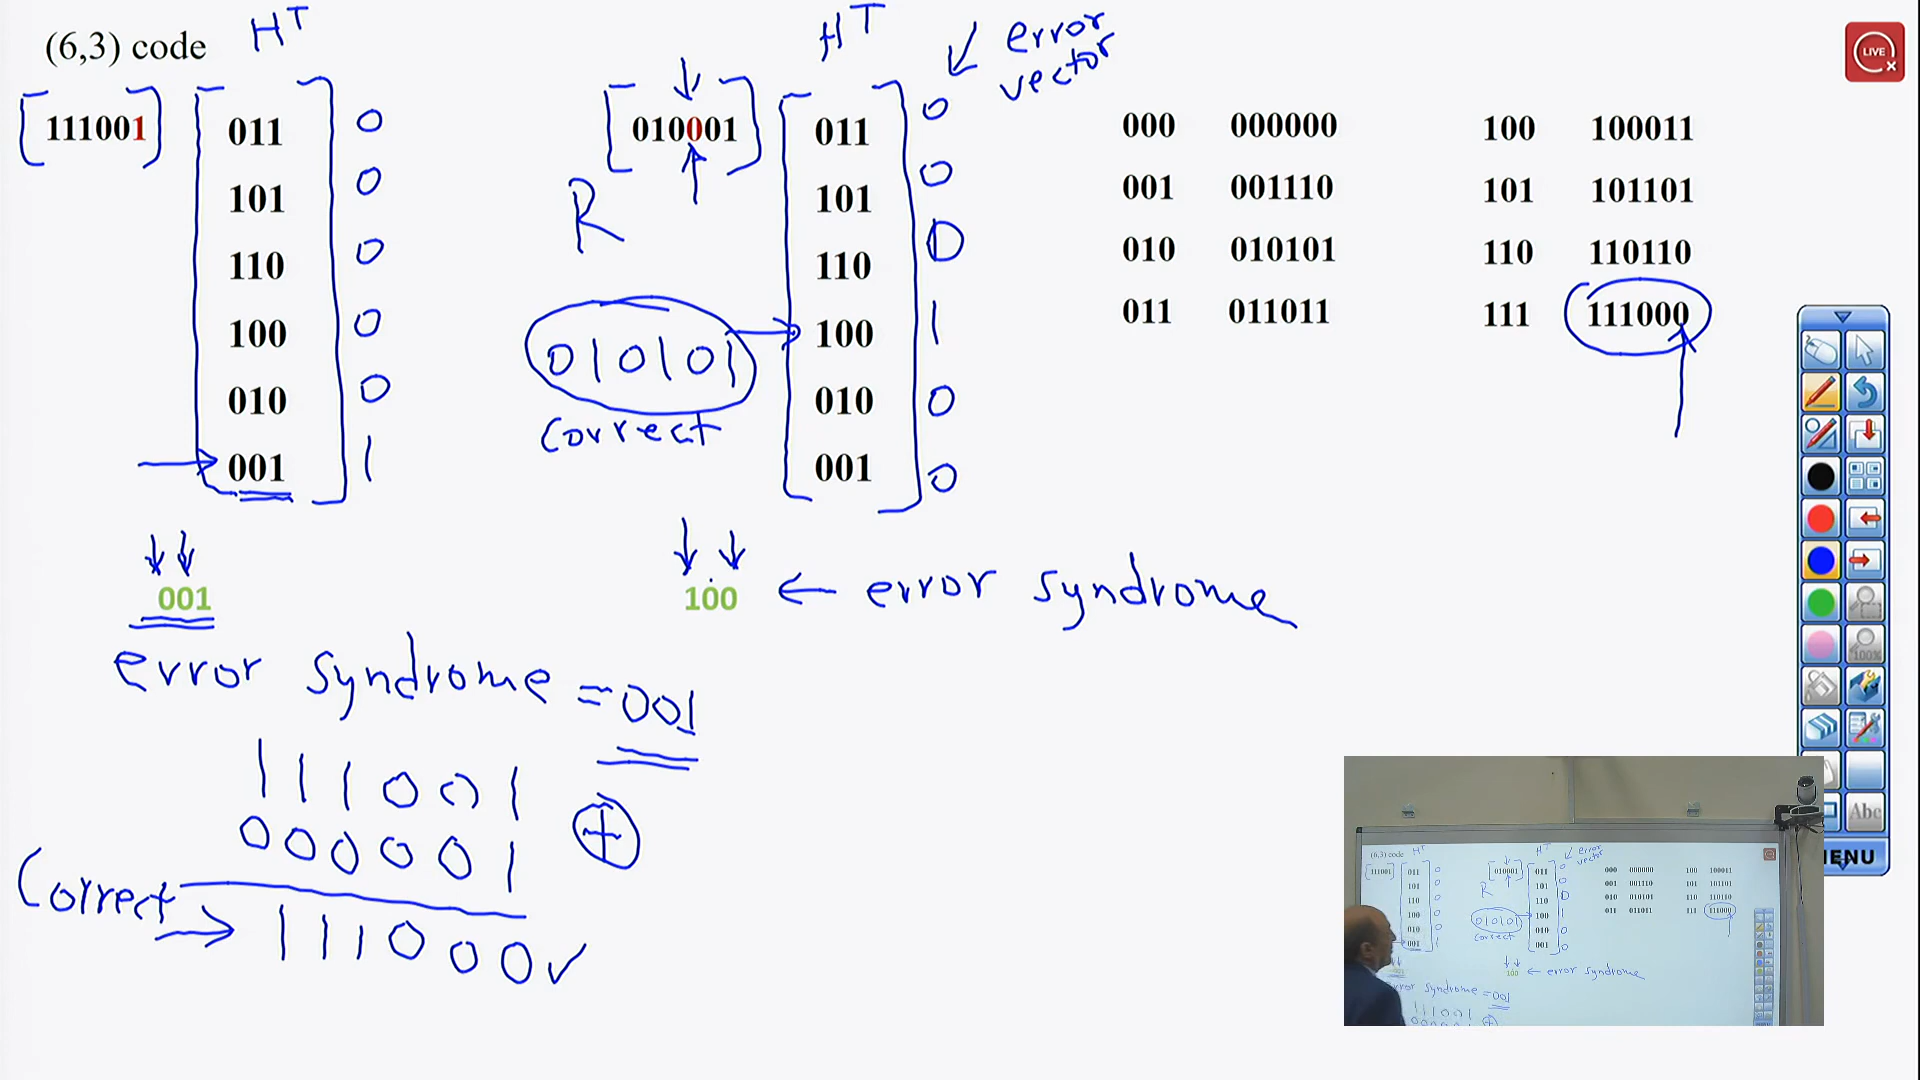 (6,3) code
Hᵀ
Hᵀ
error
vector
LIVE
[111001]
011
0
101
0
110
0
100
0
010
0
001
1
001
error syndrome = 001
111001
000001
⊕
Correct → 111000✓
[010001]
R
010101
Correct
011
0
101
0
110
0
100
1
010
0
001
0
100 ← error syndrome
000 000000 100 100011
001 001110 101 101101
010 010101 110 110110
011 011011 111 111000
100%
Abc
ENU